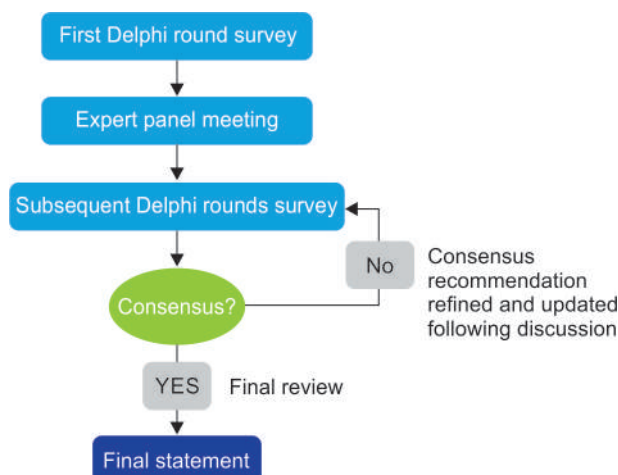 First Delphi round survey
Expert panel meeting
Subsequent Delphi rounds survey
Consensus?
No
Consensus
recommendation
refined and updated
following discussion
YES
Final review
Final statement